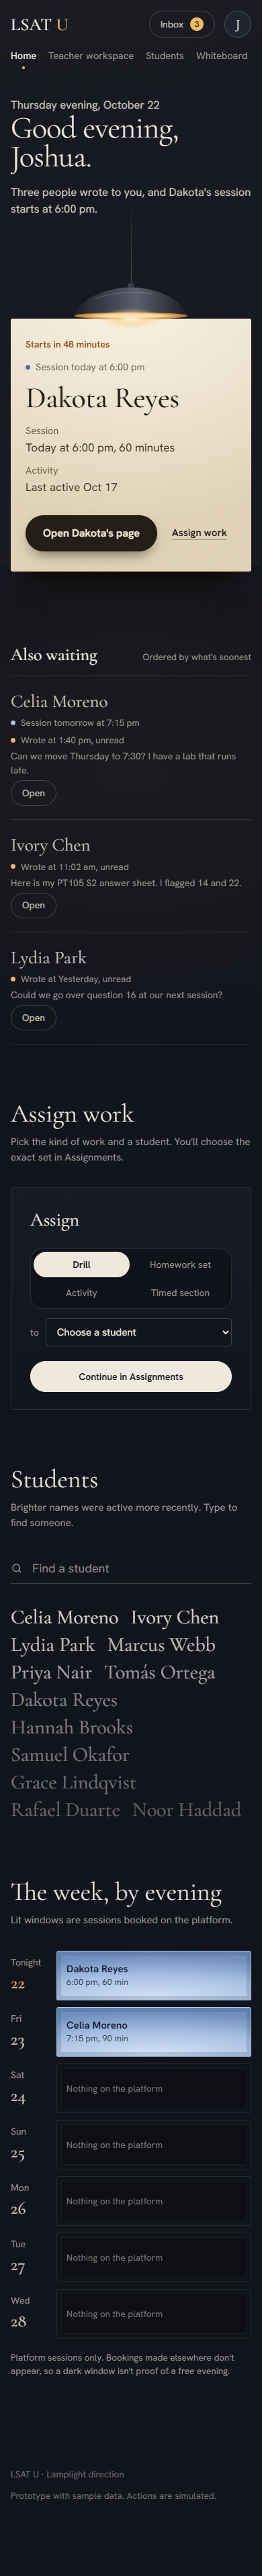 LSAT U
Inbox 3
J
Home Teacher workspace Students Whiteboard
Thursday evening, October 22
Good evening,
Joshua.
Three people wrote to you, and Dakota's session
starts at 6:00 pm.
Starts in 48 minutes
Session today at 6:00 pm
Dakota Reyes
Session
Today at 6:00 pm, 60 minutes
Activity
Last active Oct 17
Open Dakota's page Assign work
Also waiting Ordered by what's soonest
Celia Moreno
Session tomorrow at 7:15 pm
Wrote at 1:40 pm, unread
Can we move Thursday to 7:30? I have a lab that runs
late.
Open
Ivory Chen
Wrote at 11:02 am, unread
Here is my PT105 S2 answer sheet. I flagged 14 and 22.
Open
Lydia Park
Wrote at Yesterday, unread
Could we go over question 16 at our next session?
Open
Assign work
Pick the kind of work and a student. You'll choose the
exact set in Assignments.
Assign
Drill Homework set
Activity Timed section
to Choose a student
Continue in Assignments
Students
Brighter names were active more recently. Type to
find someone.
Find a student
Celia Moreno Ivory Chen
Lydia Park Marcus Webb
Priya Nair Tomás Ortega
Dakota Reyes
Hannah Brooks
Samuel Okafor
Grace Lindqvist
Rafael Duarte Noor Haddad
The week, by evening
Lit windows are sessions booked on the platform.
Tonight
22
Dakota Reyes
6:00 pm, 60 min
Fri
23
Celia Moreno
7:15 pm, 90 min
Sat
24
Nothing on the platform
Sun
25
Nothing on the platform
Mon
26
Nothing on the platform
Tue
27
Nothing on the platform
Wed
28
Nothing on the platform
Platform sessions only. Bookings made elsewhere don't
appear, so a dark window isn't proof of a free evening.
LSAT U · Lamplight direction
Prototype with sample data. Actions are simulated.